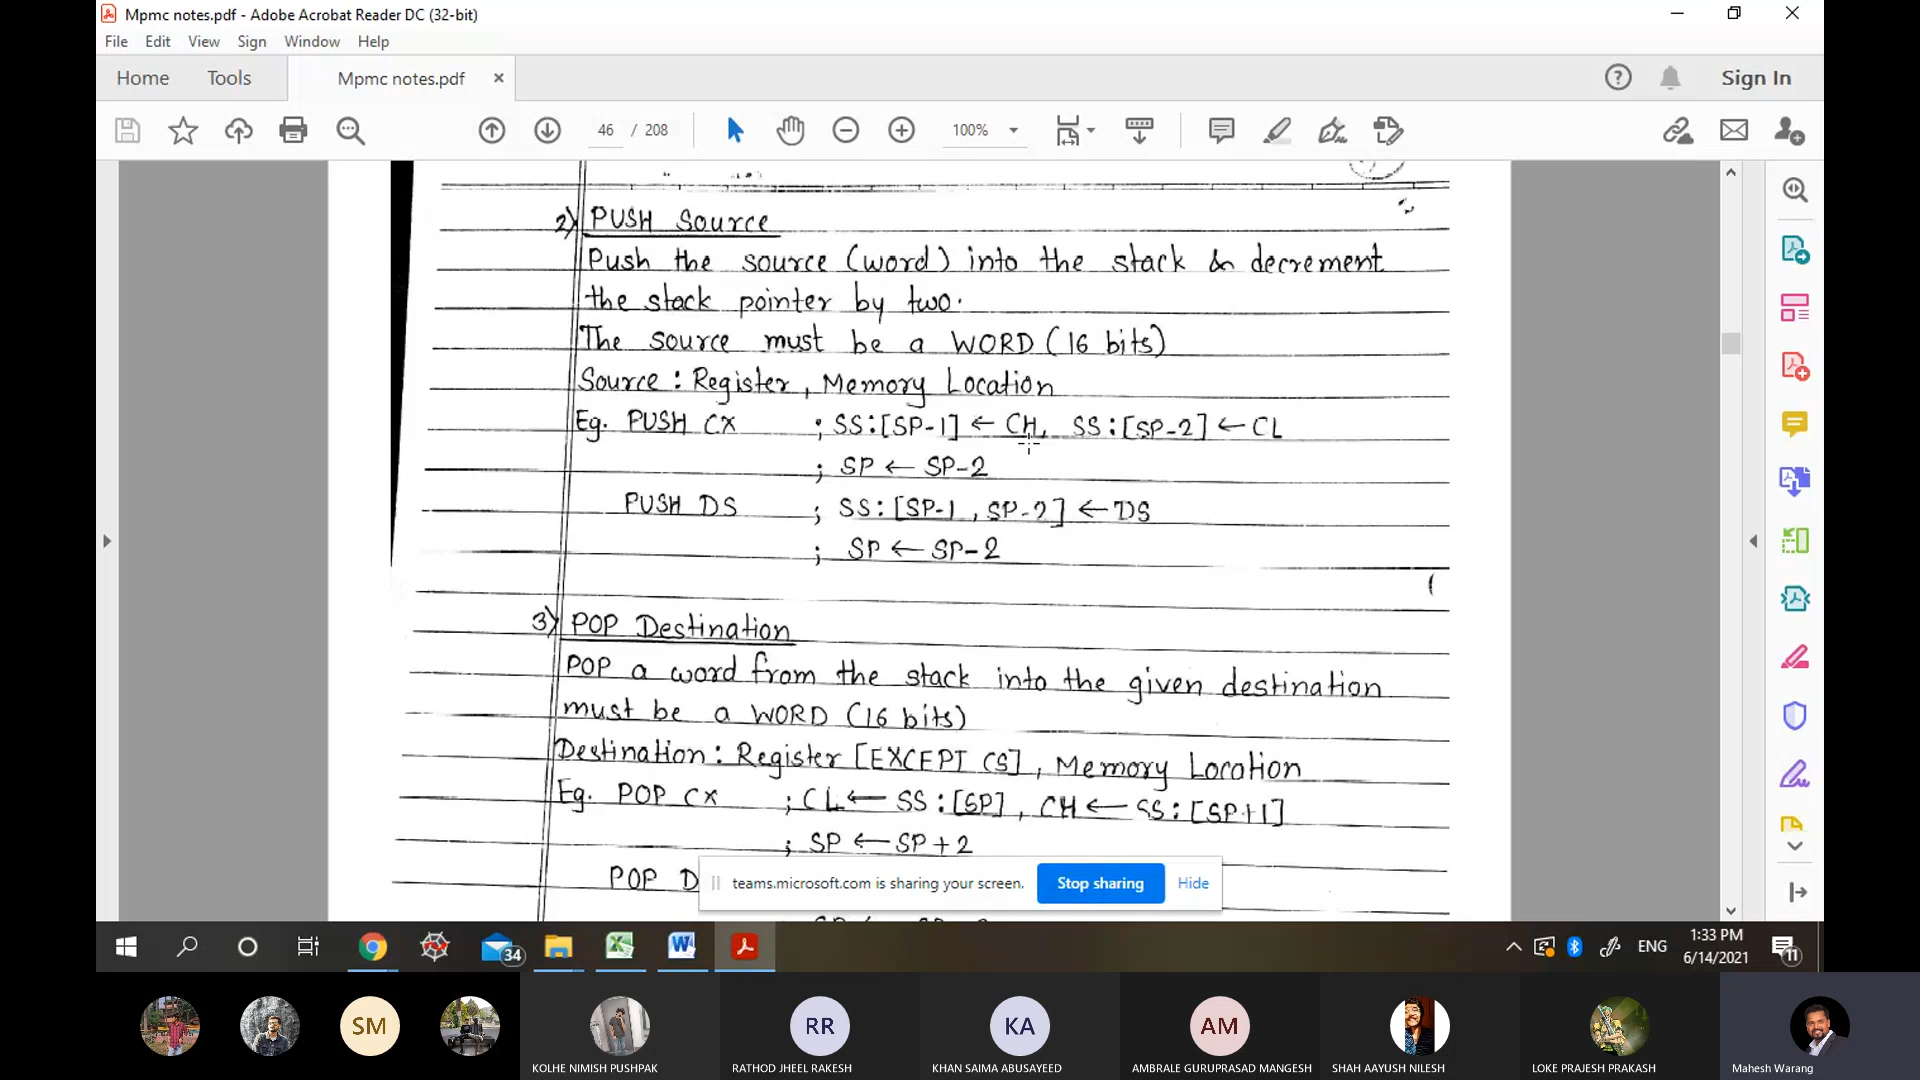 Mpmc notes.pdf - Adobe Acrobat Reader DC (32-bit)
File Edit View Sign Window Help
Home Tools Mpmc notes.pdf Sign In
46 / 208 100%
2) PUSH Source
Push the source (word) into the stack & decrement
the stack pointer by two.
The source must be a WORD (16 bits)
Source : Register, Memory Location
Eg. PUSH CX ; SS:[SP-1] ← CH, SS:[SP-2] ← CL
; SP ← SP-2
PUSH DS ; SS:[SP-1, SP-2] ← DS
; SP ← SP-2
3) POP Destination
POP a word from the stack into the given destination
must be a WORD (16 bits)
Destination : Register [EXCEPT CS], Memory Location
Eg. POP CX ; CL ← SS:[SP], CH ← SS:[SP+1]
; SP ← SP+2
POP D
teams.microsoft.com is sharing your screen. Stop sharing Hide
34
ENG
1:33 PM
6/14/2021
11
SM RR KA AM
KOLHE NIMISH PUSHPAK RATHOD JHEEL RAKESH KHAN SAIMA ABUSAYEED AMBRALE GURUPRASAD MANGESH SHAH AAYUSH NILESH LOKE PRAJESH PRAKASH Mahesh Warang